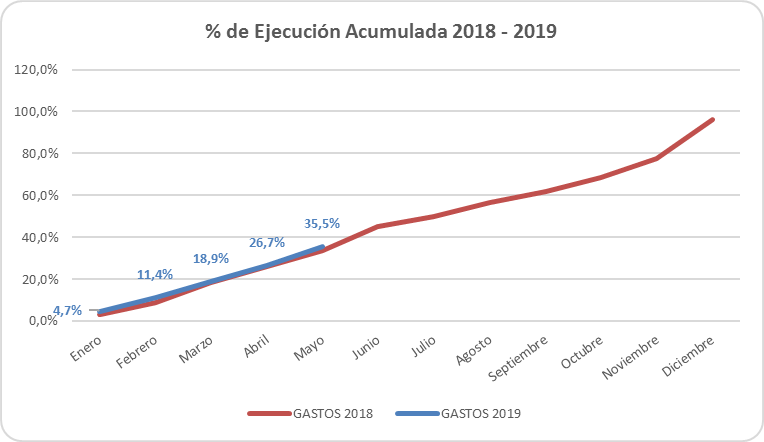 % de Ejecución Acumulada 2018 - 2019
120,0%
100,0%
80,0%
60,0%
40,0%
20,0%
0,0%
4,7%
11,4%
18,9%
26,7%
35,5%
Enero
Febrero
Marzo
Abril
Mayo
Junio
Julio
Agosto
Septiembre
Octubre
Noviembre
Diciembre
GASTOS 2018
GASTOS 2019